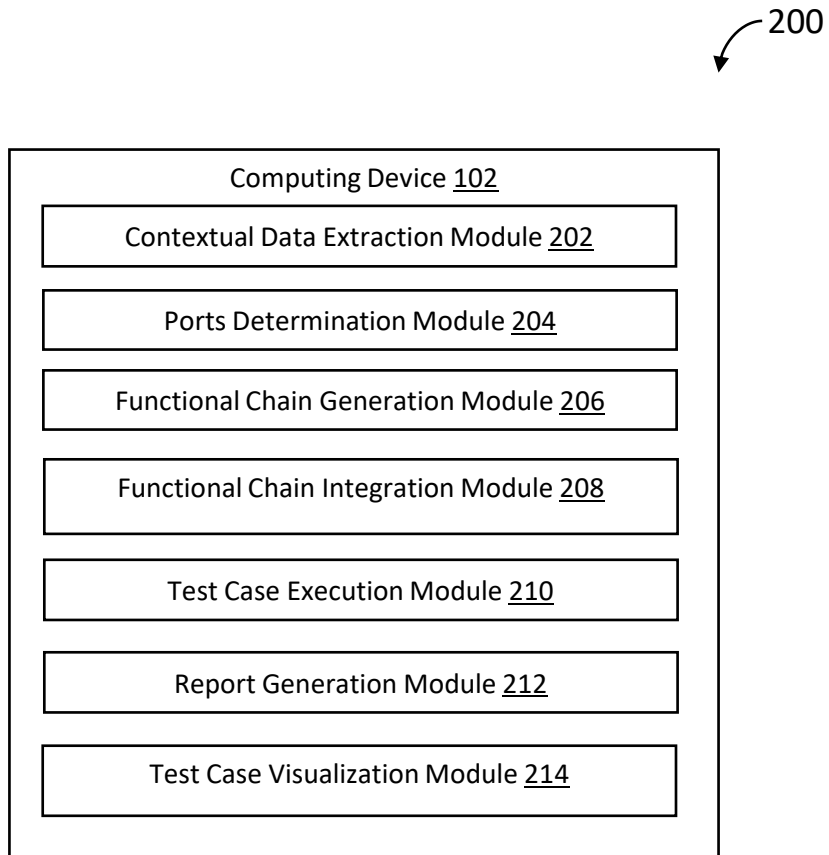 200
Computing Device 102
Contextual Data Extraction Module 202
Ports Determination Module 204
Functional Chain Generation Module 206
Functional Chain Integration Module 208
Test Case Execution Module 210
Report Generation Module 212
Test Case Visualization Module 214